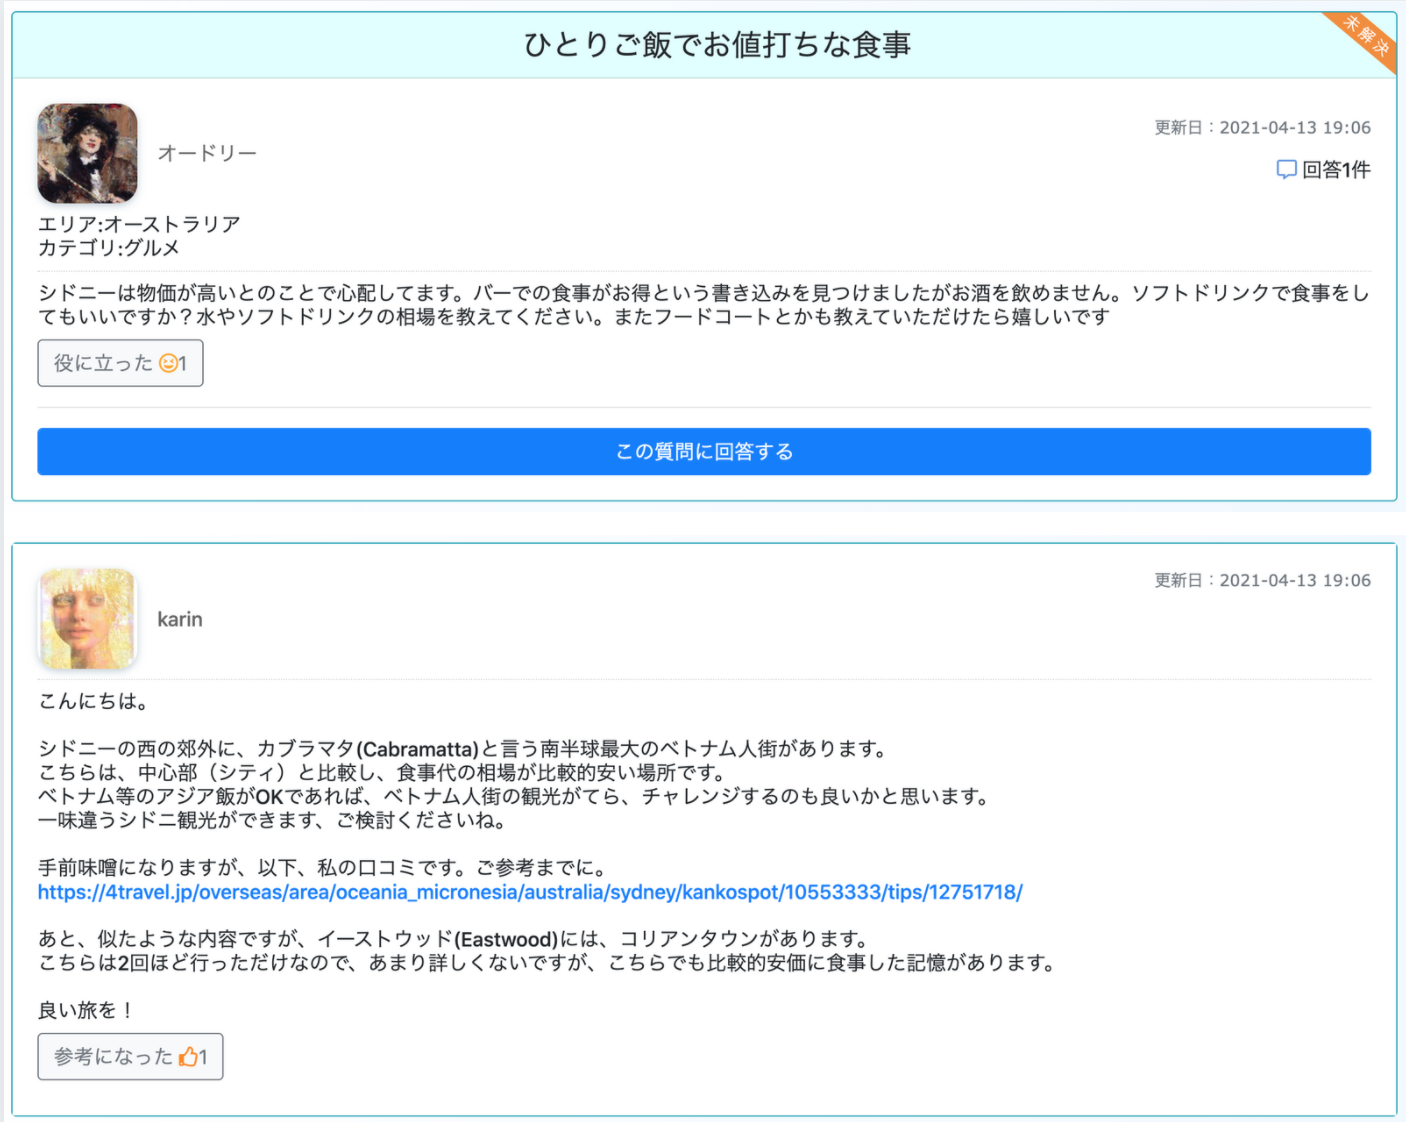 ひとりご飯でお値打ちな食事
未解決
オードリー
更新日：2021-04-13 19:06
回答1件
エリア:オーストラリア
カテゴリ:グルメ
シドニーは物価が高いとのことで心配してます。バーでの食事がお得という書き込みを見つけましたがお酒を飲めません。ソフトドリンクで食事をし
てもいいですか？水やソフトドリンクの相場を教えてください。またフードコートとかも教えていただけたら嬉しいです
役に立った 1
この質問に回答する
更新日：2021-04-13 19:06
karin
こんにちは。
シドニーの西の郊外に、カブラマタ(Cabramatta)と言う南半球最大のベトナム人街があります。
こちらは、中心部（シティ）と比較し、食事代の相場が比較的安い場所です。
ベトナム等のアジア飯がOKであれば、ベトナム人街の観光がてら、チャレンジするのも良いかと思います。
一味違うシドニ観光ができます、ご検討くださいね。
手前味噌になりますが、以下、私の口コミです。ご参考までに。
https://4travel.jp/overseas/area/oceania_micronesia/australia/sydney/kankospot/10553333/tips/12751718/
あと、似たような内容ですが、イーストウッド(Eastwood)には、コリアンタウンがあります。
こちらは2回ほど行っただけなので、あまり詳しくないですが、こちらでも比較的安価に食事した記憶があります。
良い旅を！
参考になった 1